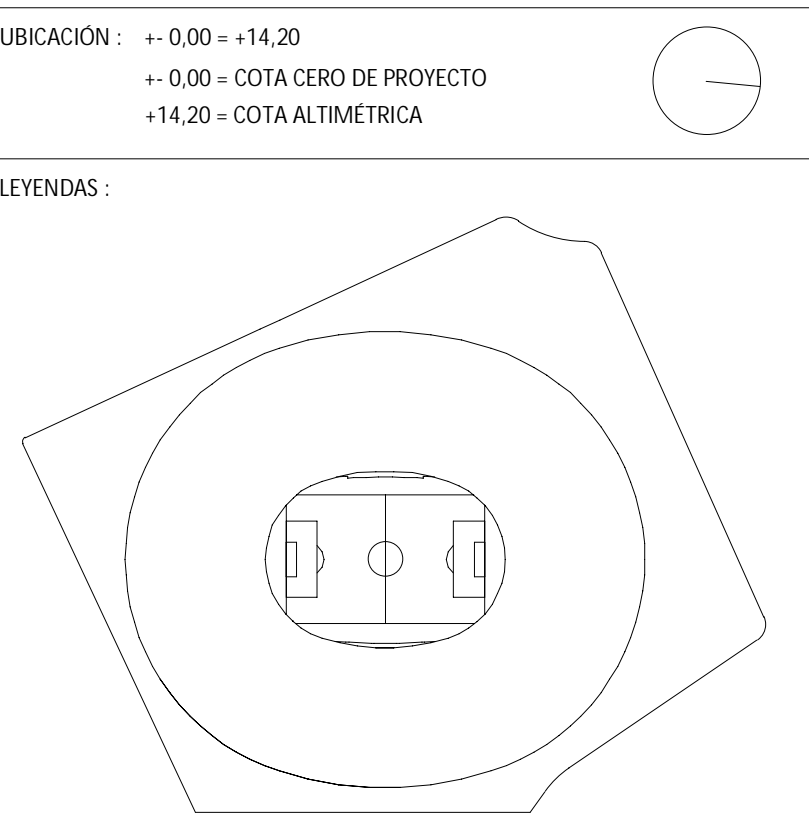 UBICACIÓN : +- 0,00 = +14,20
+- 0,00 = COTA CERO DE PROYECTO
+14,20 = COTA ALTIMÉTRICA
LEYENDAS :